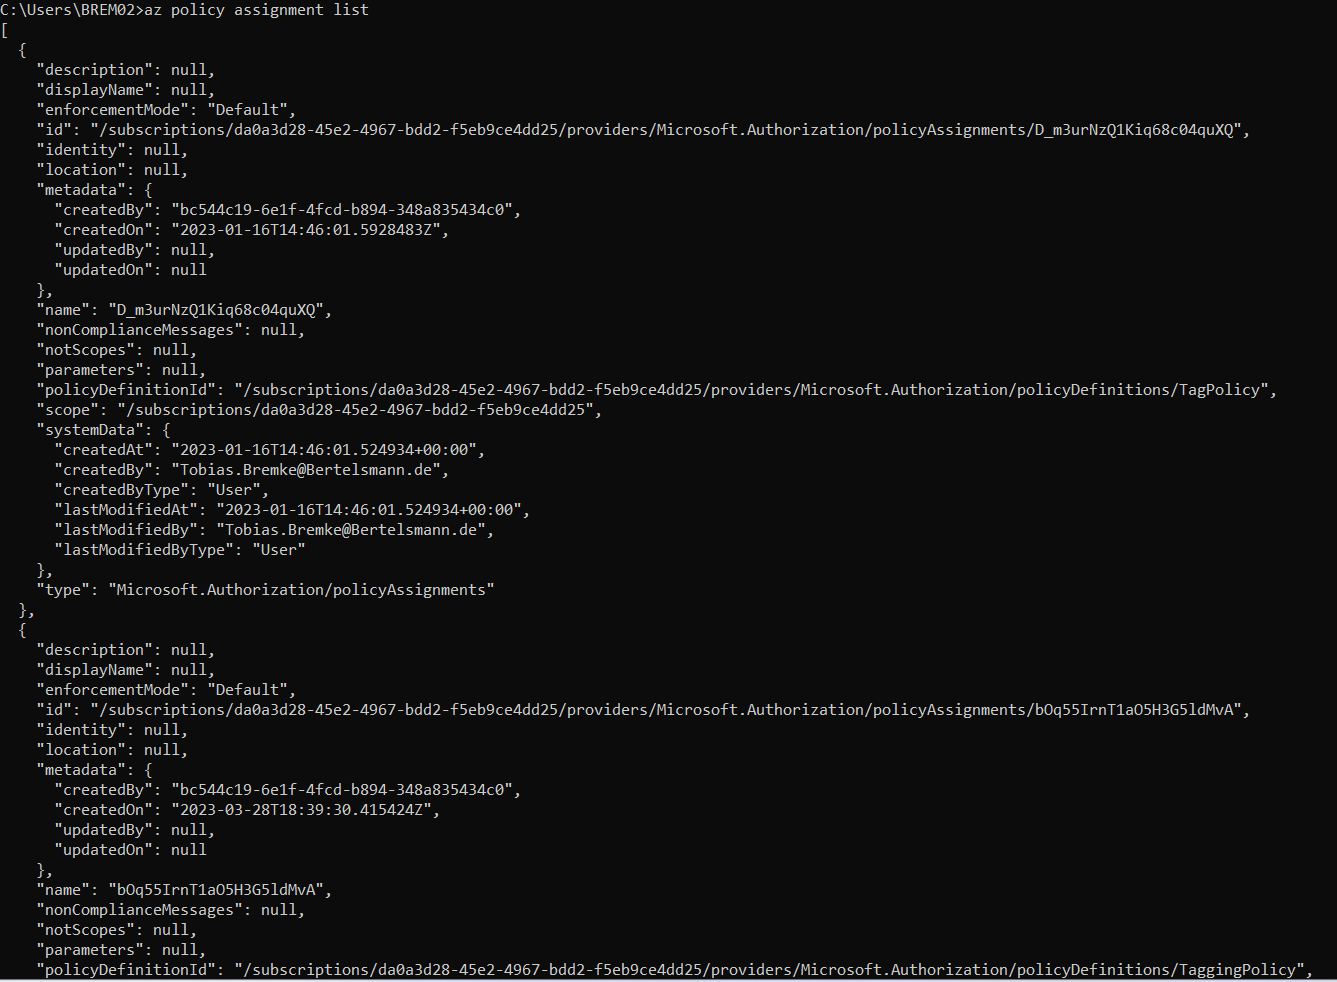 C:\Users\BREM02>az policy assignment list
[
  {
    "description": null,
    "displayName": null,
    "enforcementMode": "Default",
    "id": "/subscriptions/da0a3d28-45e2-4967-bdd2-f5eb9ce4dd25/providers/Microsoft.Authorization/policyAssignments/D_m3urNzQ1Kiq68c04quXQ",
    "identity": null,
    "location": null,
    "metadata": {
      "createdBy": "bc544c19-6e1f-4fcd-b894-348a835434c0",
      "createdOn": "2023-01-16T14:46:01.5928483Z",
      "updatedBy": null,
      "updatedOn": null
    },
    "name": "D_m3urNzQ1Kiq68c04quXQ",
    "nonComplianceMessages": null,
    "notScopes": null,
    "parameters": null,
    "policyDefinitionId": "/subscriptions/da0a3d28-45e2-4967-bdd2-f5eb9ce4dd25/providers/Microsoft.Authorization/policyDefinitions/TagPolicy",
    "scope": "/subscriptions/da0a3d28-45e2-4967-bdd2-f5eb9ce4dd25",
    "systemData": {
      "createdAt": "2023-01-16T14:46:01.524934+00:00",
      "createdBy": "Tobias.Bremke@Bertelsmann.de",
      "createdByType": "User",
      "lastModifiedAt": "2023-01-16T14:46:01.524934+00:00",
      "lastModifiedBy": "Tobias.Bremke@Bertelsmann.de",
      "lastModifiedByType": "User"
    },
    "type": "Microsoft.Authorization/policyAssignments"
  },
  {
    "description": null,
    "displayName": null,
    "enforcementMode": "Default",
    "id": "/subscriptions/da0a3d28-45e2-4967-bdd2-f5eb9ce4dd25/providers/Microsoft.Authorization/policyAssignments/bOq55IrnT1aO5H3G5ldMvA",
    "identity": null,
    "location": null,
    "metadata": {
      "createdBy": "bc544c19-6e1f-4fcd-b894-348a835434c0",
      "createdOn": "2023-03-28T18:39:30.415424Z",
      "updatedBy": null,
      "updatedOn": null
    },
    "name": "bOq55IrnT1aO5H3G5ldMvA",
    "nonComplianceMessages": null,
    "notScopes": null,
    "parameters": null,
    "policyDefinitionId": "/subscriptions/da0a3d28-45e2-4967-bdd2-f5eb9ce4dd25/providers/Microsoft.Authorization/policyDefinitions/TaggingPolicy",